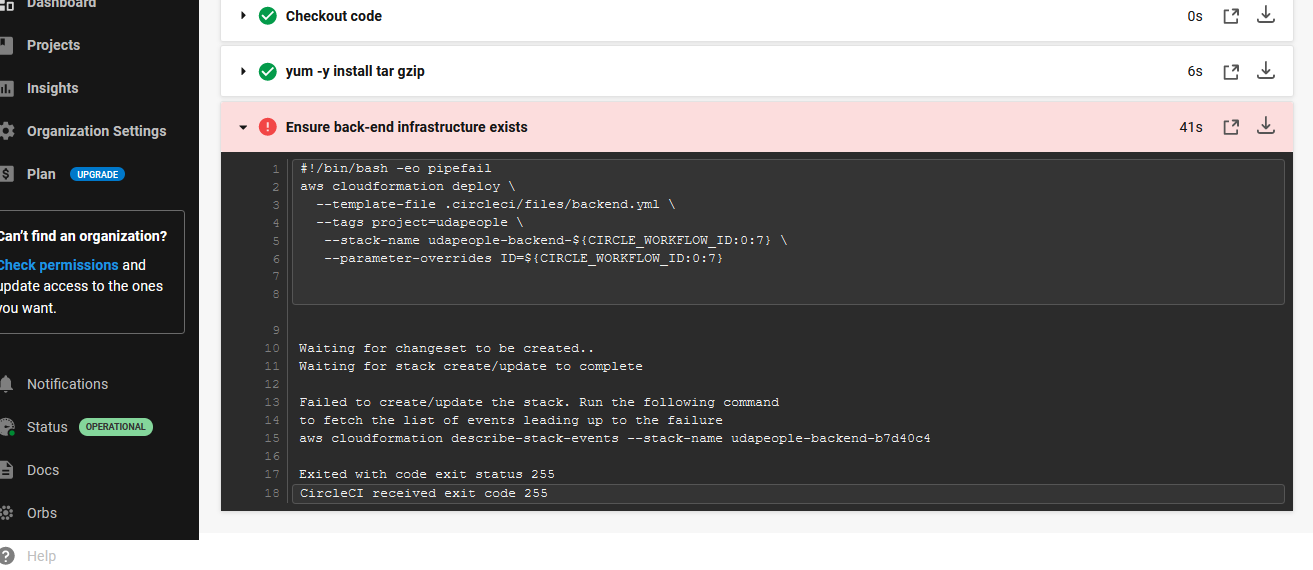 Dashboard
Projects
Insights
Organization Settings
Plan UPGRADE
Can't find an organization?
Check permissions and
update access to the ones
you want.
Notifications
Status OPERATIONAL
Docs
Orbs
Help
Checkout code 0s
yum -y install tar gzip 6s
Ensure back-end infrastructure exists 41s
1 #!/bin/bash -eo pipefail
2 aws cloudformation deploy \
3 --template-file .circleci/files/backend.yml \
4 --tags project=udapeople \
5 --stack-name udapeople-backend-${CIRCLE_WORKFLOW_ID:0:7} \
6 --parameter-overrides ID=${CIRCLE_WORKFLOW_ID:0:7}
7
8
9
10 Waiting for changeset to be created..
11 Waiting for stack create/update to complete
12
13 Failed to create/update the stack. Run the following command
14 to fetch the list of events leading up to the failure
15 aws cloudformation describe-stack-events --stack-name udapeople-backend-b7d40c4
16
17 Exited with code exit status 255
18 CircleCI received exit code 255